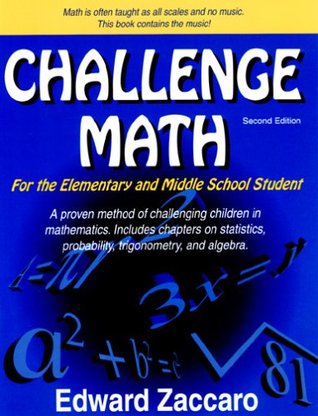 Math is often taught as all scales and no music.
This book contains the music!
CHALLENGE
MATH
Second Edition
For the Elementary and Middle School Student
A proven method of challenging children in
mathematics. Includes chapters on statistics,
probability, trigonometry, and algebra.
3.x=y
a²+b²=c²
√81
Edward Zaccaro